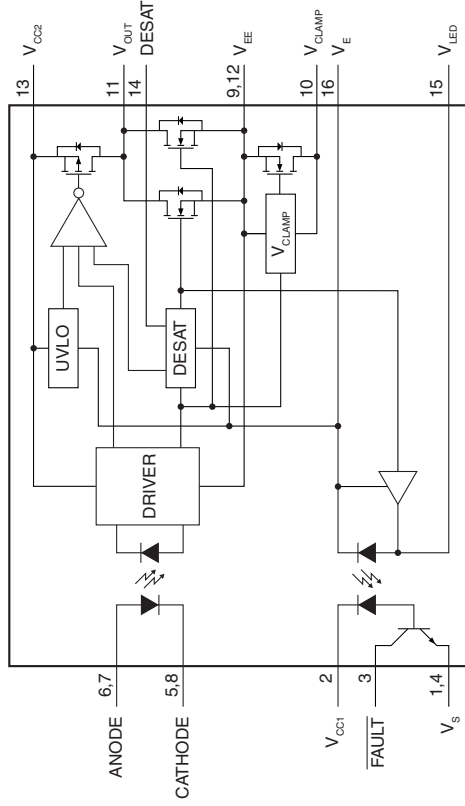 13 V_CC2
11 V_OUT
14 DESAT
9,12 V_EE
10 V_CLAMP
16 V_E
15 V_LED
UVLO
DESAT
V_CLAMP
DRIVER
6,7 ANODE
5,8 CATHODE
2 V_CC1
3 FAULT
1,4 V_S